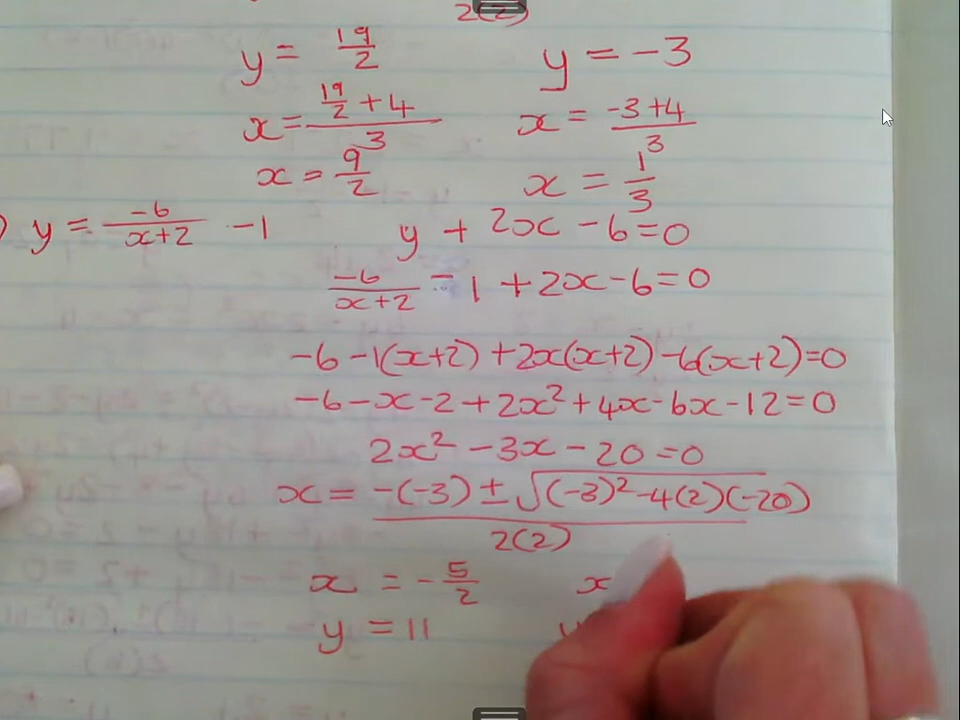 2(2)
y = 19/2 y = -3
x = (19/2 + 4)/3 x = (-3+4)/3
x = 9/2 x = 1/3
) y = -6/(x+2) -1 y + 2x - 6 = 0
-6/(x+2) - 1 + 2x - 6 = 0
-6 -1(x+2) + 2x(x+2) - 6(x+2) = 0
-6 - x - 2 + 2x² + 4x - 6x - 12 = 0
2x² - 3x - 20 = 0
x = (-(-3) ± √((-3)² - 4(2)(-20)))/2(2)
x = -5/2 x
y = 11 y